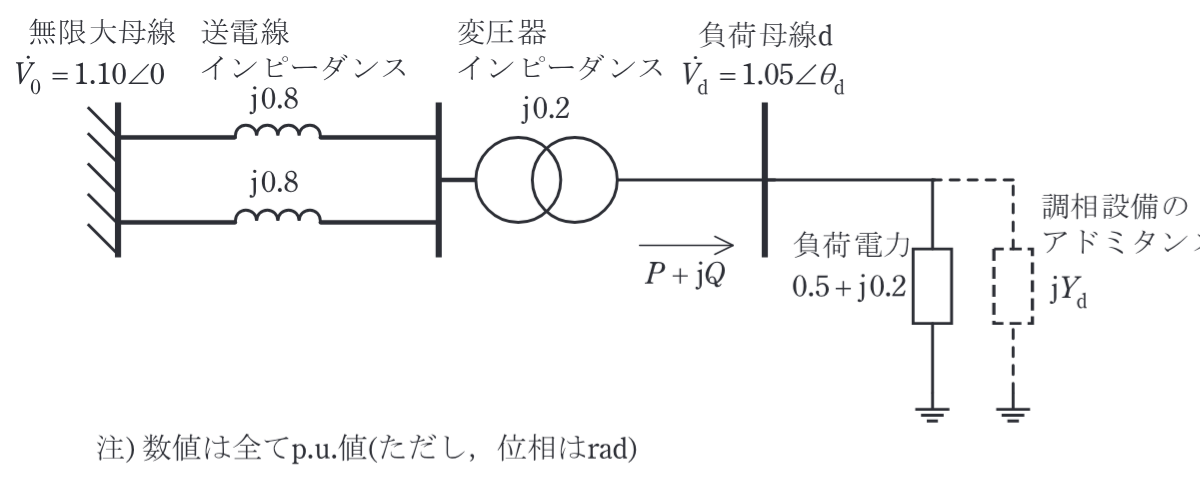 無限大母線
V̇₀ = 1.10∠0
送電線
インピーダンス
j0.8
j0.8
変圧器
インピーダンス
j0.2
負荷母線d
V̇d = 1.05∠θd
P + jQ
負荷電力
0.5 + j0.2
調相設備の
アドミタン
jYd
注) 数値は全てp.u.値(ただし，位相はrad)